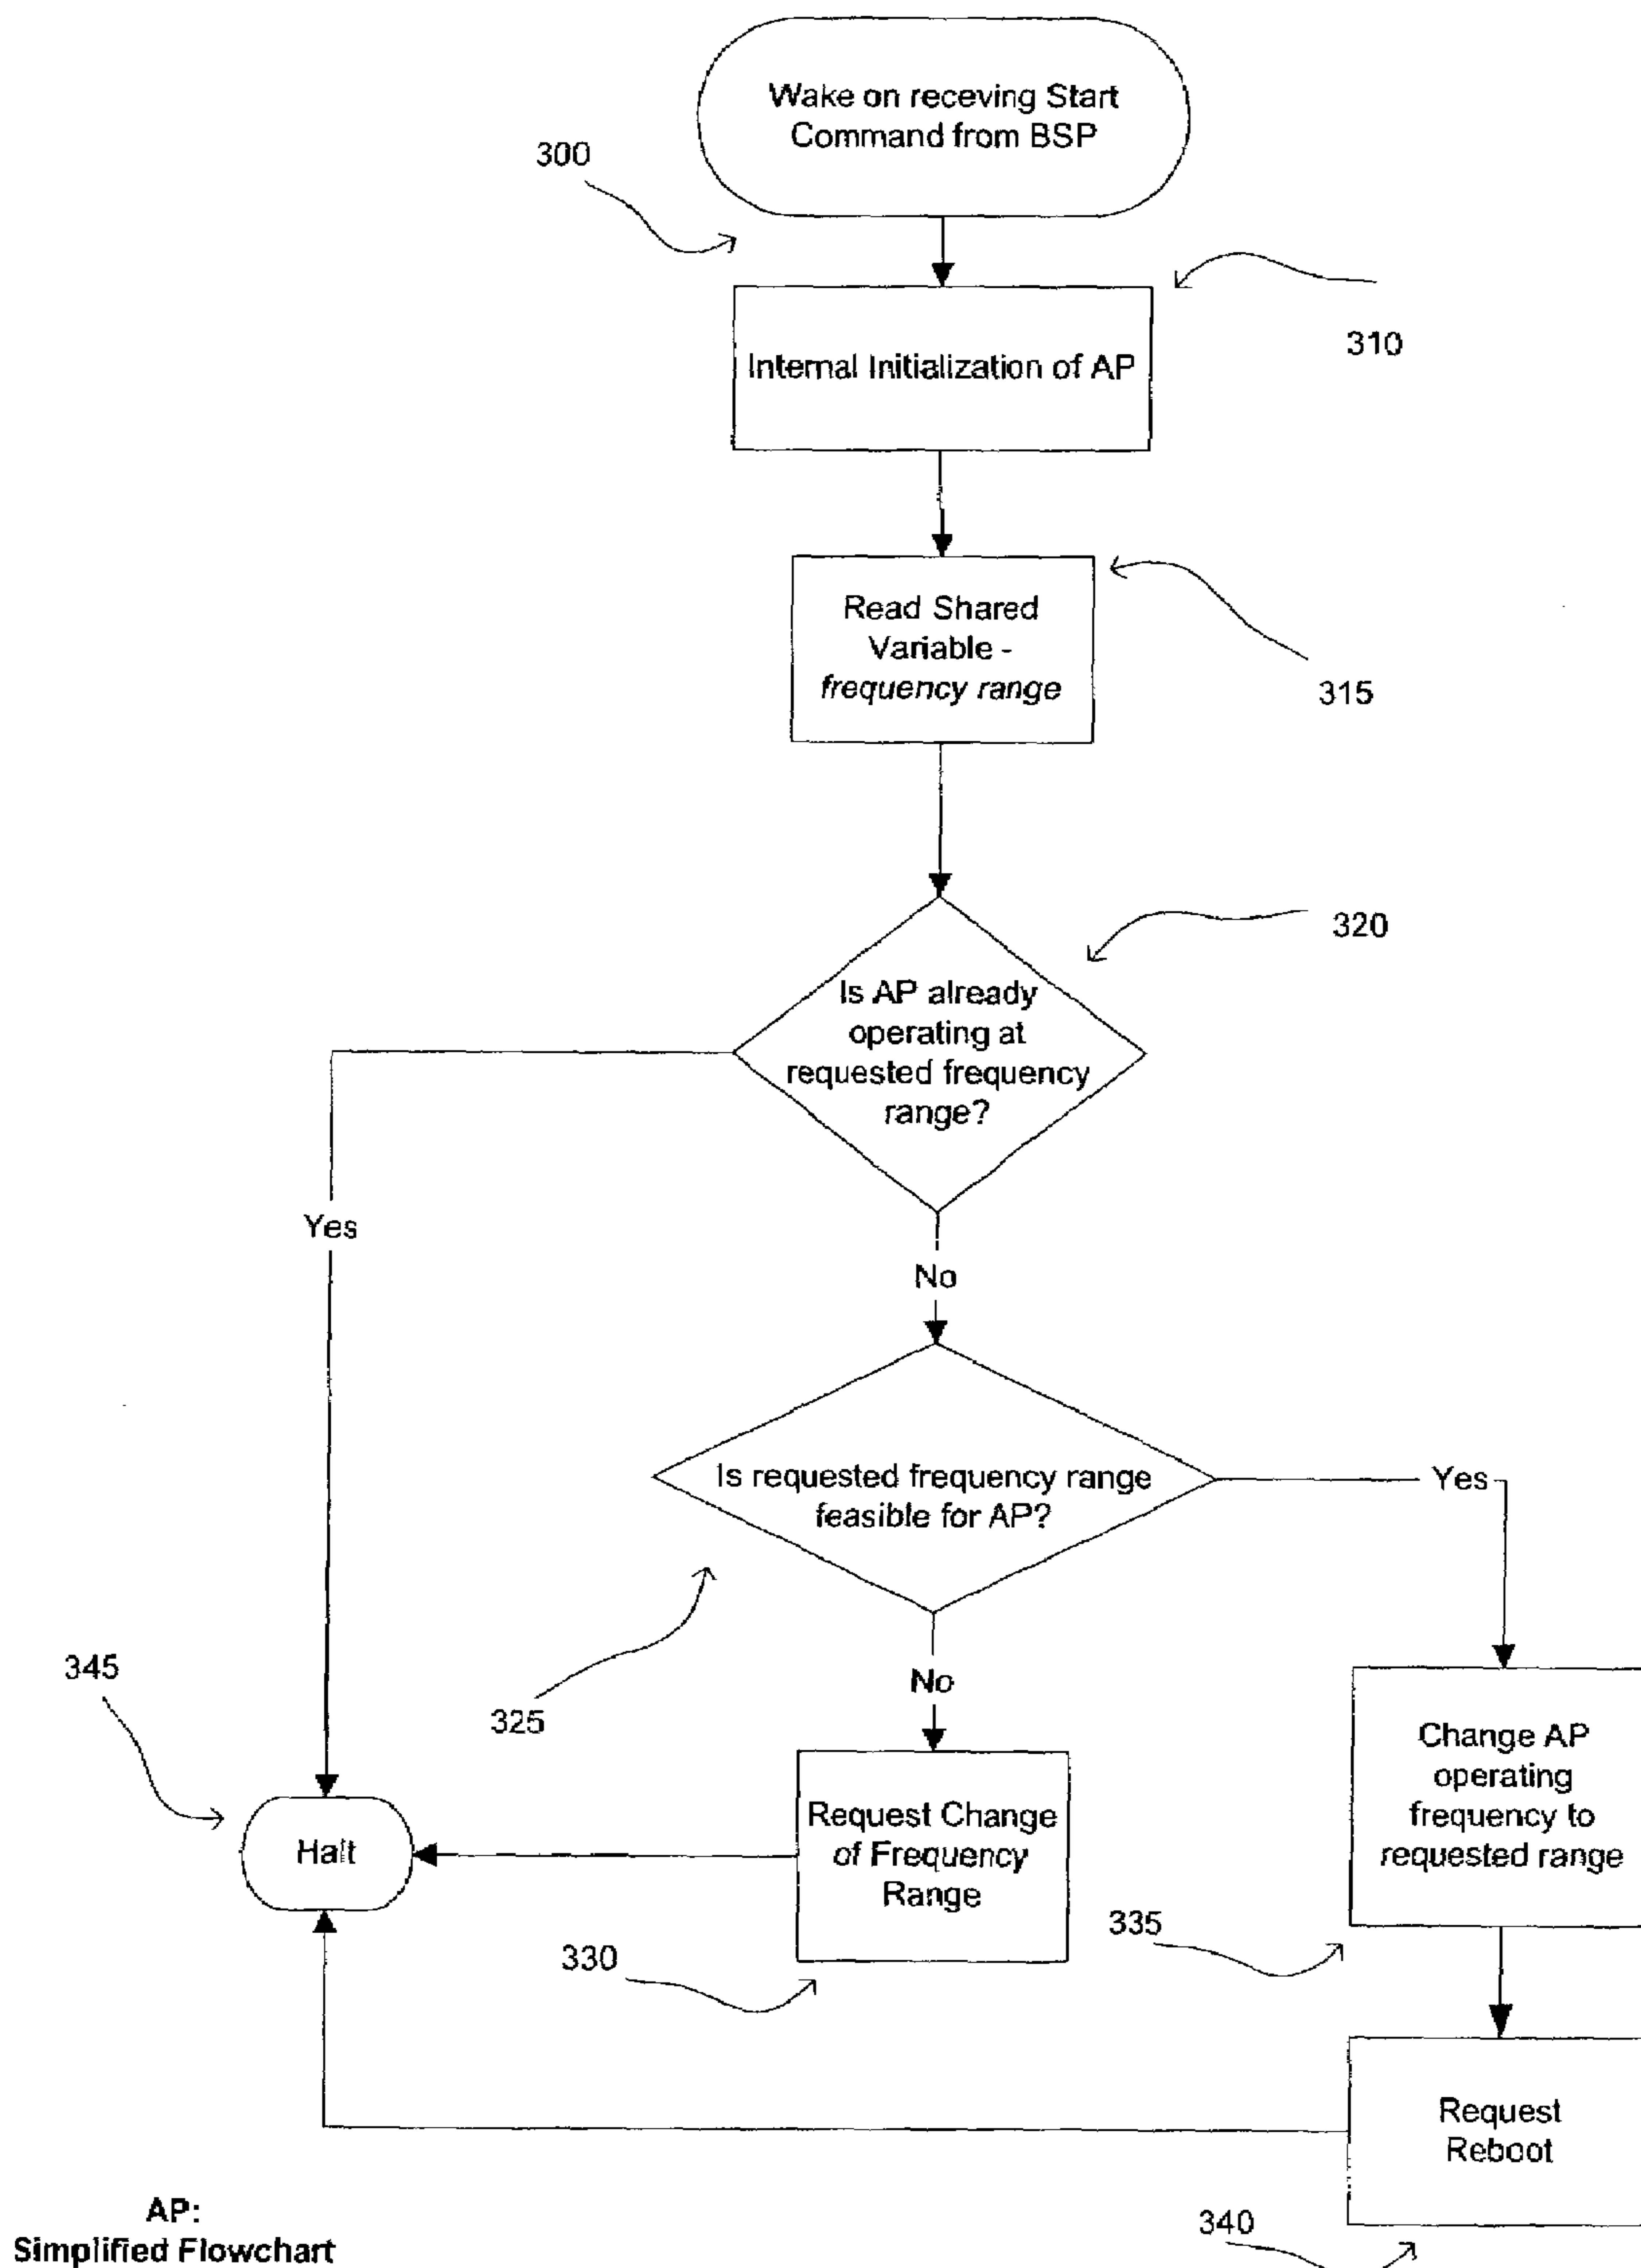 Wake on receving Start
Command from BSP
300
Internal Initialization of AP
310
Read Shared
Variable -
frequency range
315
320
Is AP already
operating at
requested frequency
range?
Yes
No
Is requested frequency range
feasible for AP?
Yes
345
325
No
Change AP
operating
frequency to
requested range
Halt
Request Change
of Frequency
Range
335
330
Request
Reboot
AP:
Simplified Flowchart
340